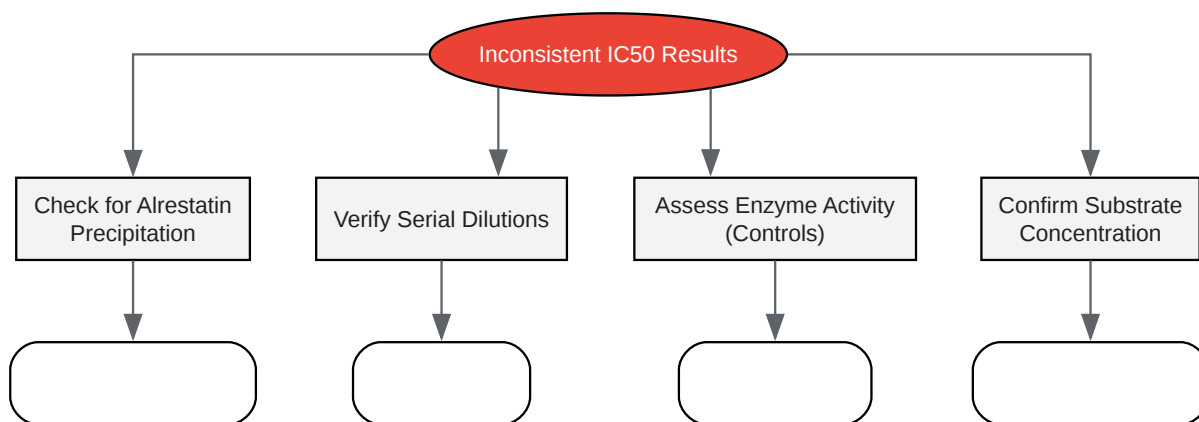 Inconsistent IC50 Results
Check for Alrestatin
Precipitation
Verify Serial Dilutions
Assess Enzyme Activity
(Controls)
Confirm Substrate
Concentration